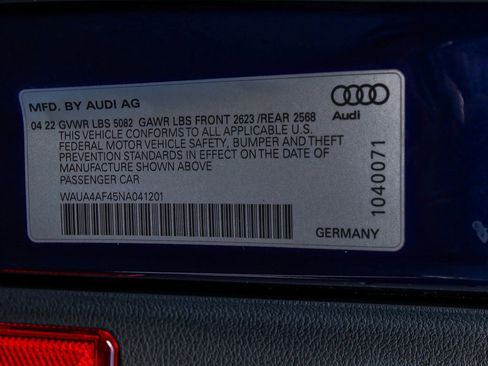 MFD. BY AUDI AG
Audi
04 22 GVWR LBS 5082 GAWR LBS FRONT 2623 /REAR 2568
THIS VEHICLE CONFORMS TO ALL APPLICABLE U.S.
FEDERAL MOTOR VEHICLE SAFETY, BUMPER AND THEFT
PREVENTION STANDARDS IN EFFECT ON THE DATE OF
MANUFACTURE SHOWN ABOVE
PASSENGER CAR
WAUA4AF45NA041201
1040071
GERMANY